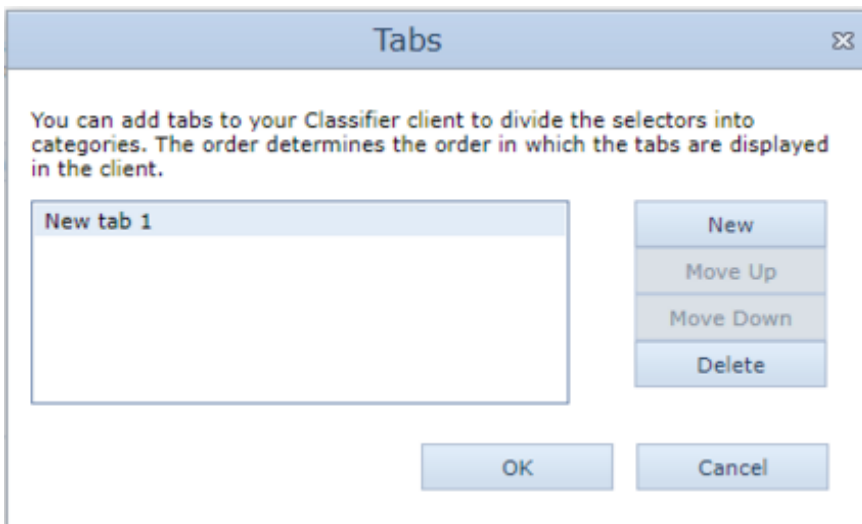 Tabs
You can add tabs to your Classifier client to divide the selectors into
categories. The order determines the order in which the tabs are displayed
in the client.
New tab 1
New
Move Up
Move Down
Delete
OK
Cancel